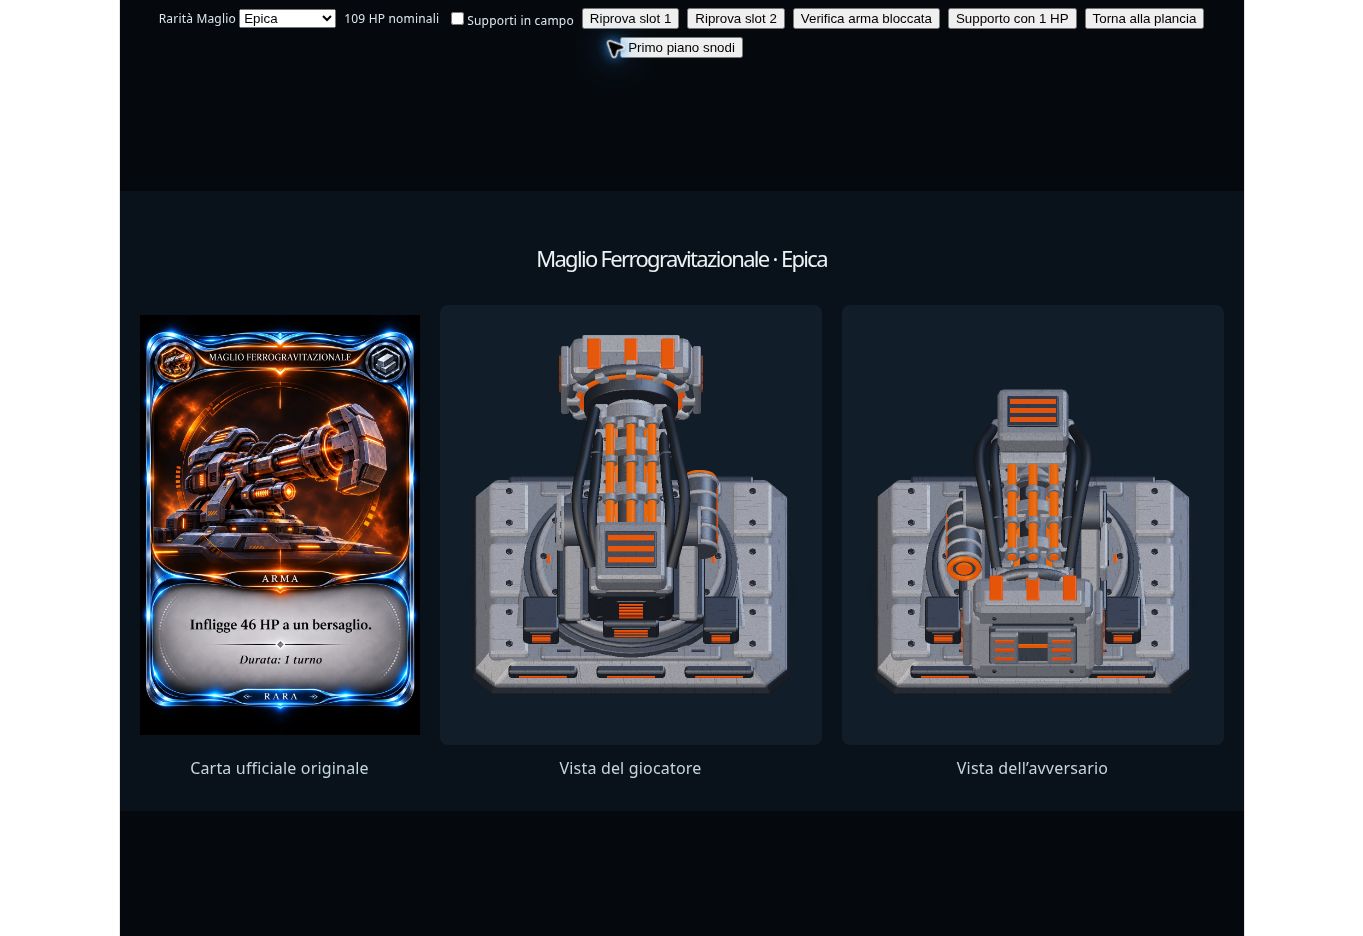 Rarità Maglio Epica 109 HP nominali Supporti in campo Riprova slot 1 Riprova slot 2 Verifica arma bloccata Supporto con 1 HP Torna alla plancia
Primo piano snodi
Maglio Ferrogravitazionale · Epica
MAGLIO FERROGRAVITAZIONALE
ARMA
Infligge 46 HP a un bersaglio.
Durata: 1 turno
RARA
Carta ufficiale originale
Vista del giocatore
Vista dell’avversario